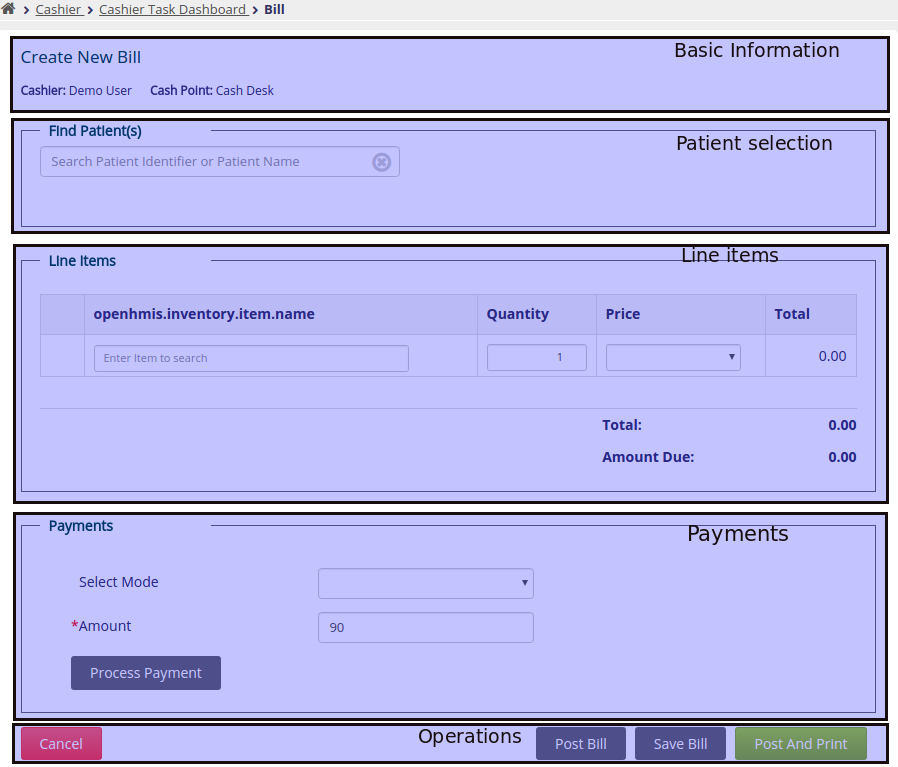 Cashier > Cashier Task Dashboard > Bill
Basic Information
Create New Bill
Cashier: Demo User Cash Point: Cash Desk
Find Patient(s)
Patient selection
Search Patient Identifier or Patient Name
Line Items
Line items
openhmis.inventory.item.name Quantity Price Total
Enter Item to search 1 0.00
Total: 0.00
Amount Due: 0.00
Payments
Payments
Select Mode
*Amount 90
Process Payment
Cancel Operations Post Bill Save Bill Post And Print